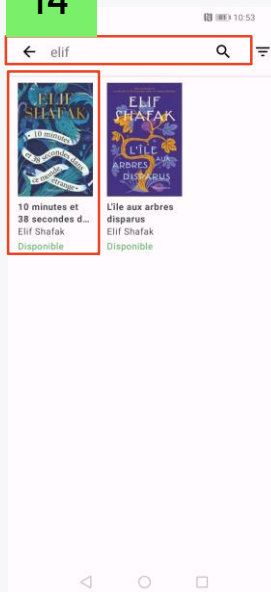 14
10:53
elif
ELIF
SHAFAK
• 10 minutes
et 38 secondes dans
ce monde
étrange •
ELIF
SHAFAK
L'ÎLE
AUX
ARBRES
DISPARUS
10 minutes et
38 secondes d...
Elif Shafak
Disponible
L'île aux arbres
disparus
Elif Shafak
Disponible